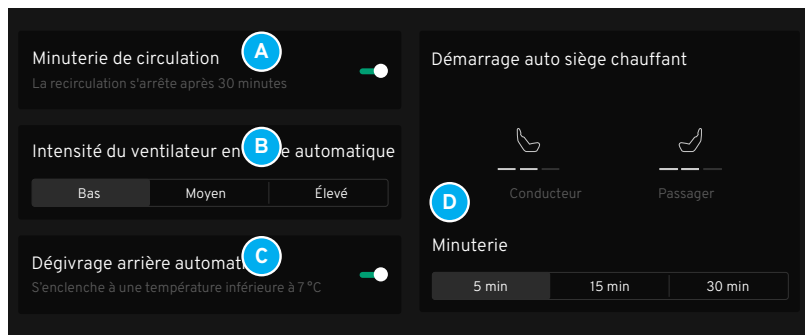 Minuterie de circulation
A
La recirculation s'arrête après 30 minutes
Intensité du ventilateur en e automatique
B
Bas Moyen Élevé
Dégivrage arrière automat
C
S'enclenche à une température inférieure à 7 °C
Démarrage auto siège chauffant
Conducteur Passager
D
Minuterie
5 min 15 min 30 min